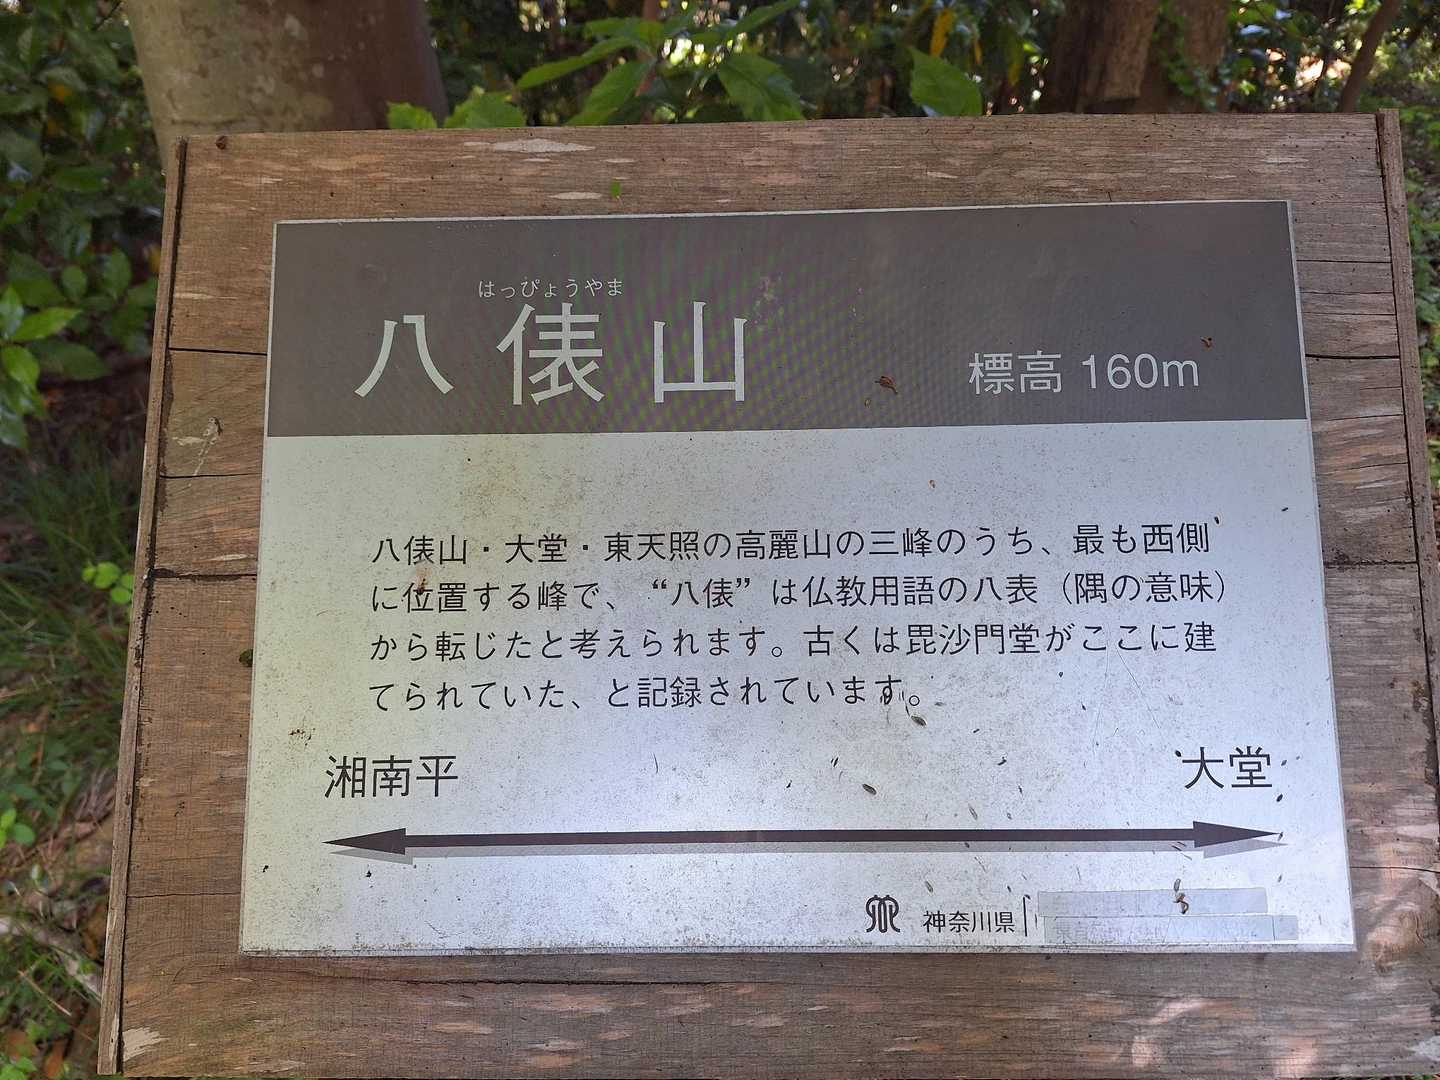 はっぴょうやま
八俵山
標高 160m
八俵山・大堂・東天照の高麗山の三峰のうち、最も西側
に位置する峰で、“八俵”は仏教用語の八表（隅の意味）
から転じたと考えられます。古くは毘沙門堂がここに建
てられていた、と記録されています。
湘南平
大堂
神奈川県